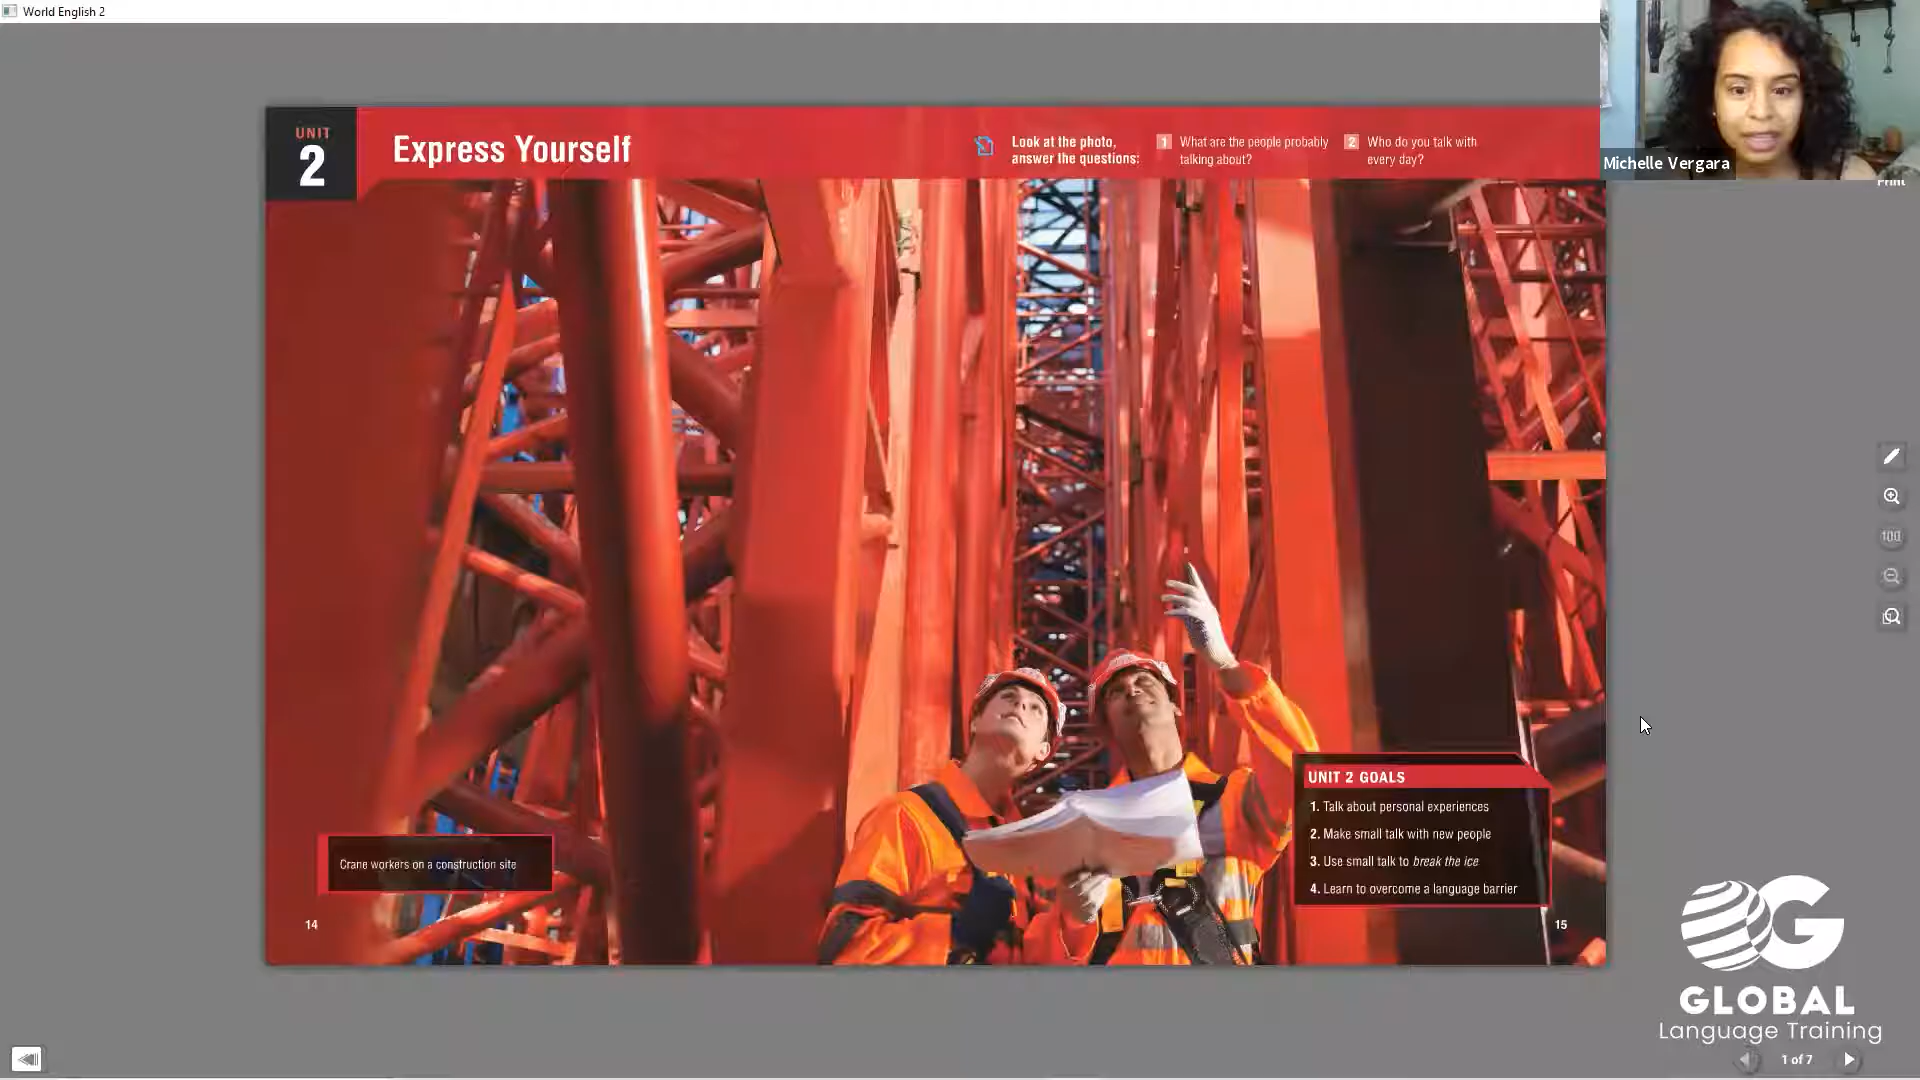 World English 2
UNIT
2
Express Yourself
Look at the photo,
answer the questions:
1 What are the people probably
talking about?
2 Who do you talk with
every day?
Michelle Vergara
Print
100
UNIT 2 GOALS
1. Talk about personal experiences
2. Make small talk with new people
3. Use small talk to break the ice
4. Learn to overcome a language barrier
Crane workers on a construction site
14
15
G
GLOBAL
Language Training
1 of 7